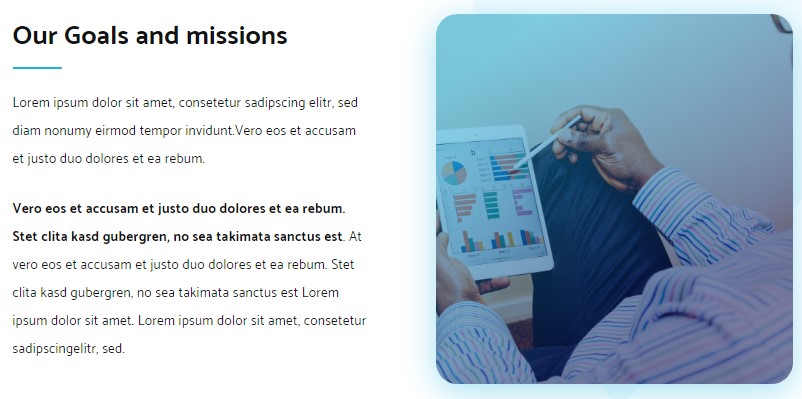 Our Goals and missions
Lorem ipsum dolor sit amet, consetetur sadipscing elitr, sed
diam nonumy eirmod tempor invidunt.Vero eos et accusam
et justo duo dolores et ea rebum.
Vero eos et accusam et justo duo dolores et ea rebum.
Stet clita kasd gubergren, no sea takimata sanctus est. At
vero eos et accusam et justo duo dolores et ea rebum. Stet
clita kasd gubergren, no sea takimata sanctus est Lorem
ipsum dolor sit amet. Lorem ipsum dolor sit amet, consetetur
sadipscingelitr, sed.